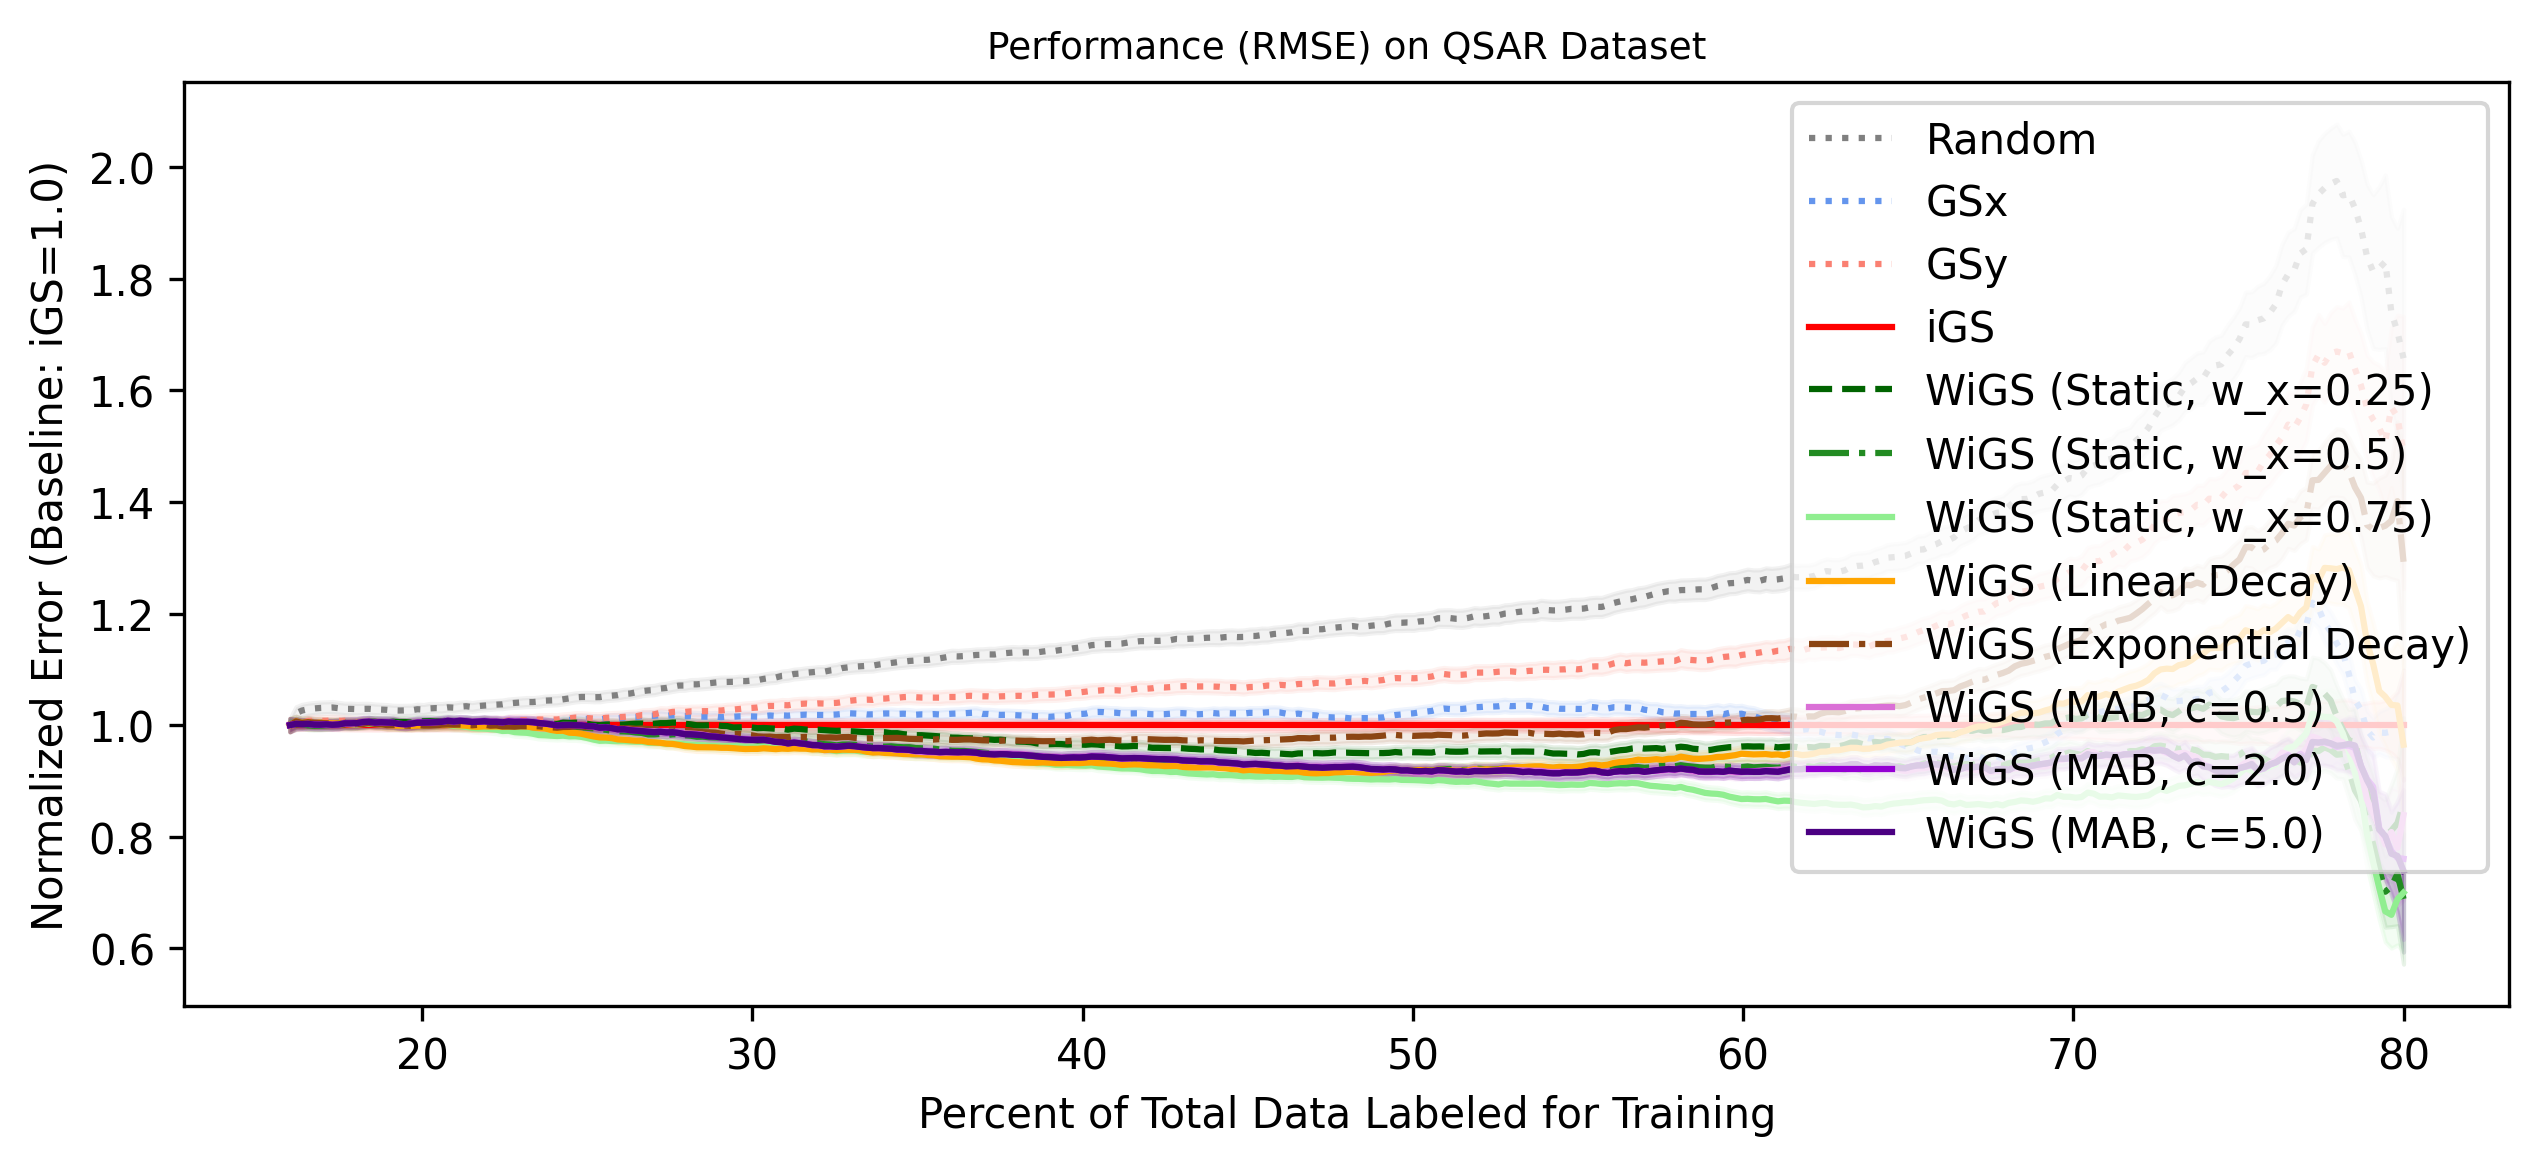 Performance (RMSE) on QSAR Dataset
Normalized Error (Baseline: iGS=1.0)
2.0
1.8
1.6
1.4
1.2
1.0
0.8
0.6
Random
GSx
GSy
iGS
WiGS (Static, w_x=0.25)
WiGS (Static, w_x=0.5)
WiGS (Static, w_x=0.75)
WiGS (Linear Decay)
WiGS (Exponential Decay)
WiGS (MAB, c=0.5)
WiGS (MAB, c=2.0)
WiGS (MAB, c=5.0)
20 30 40 50 60 70 80
Percent of Total Data Labeled for Training